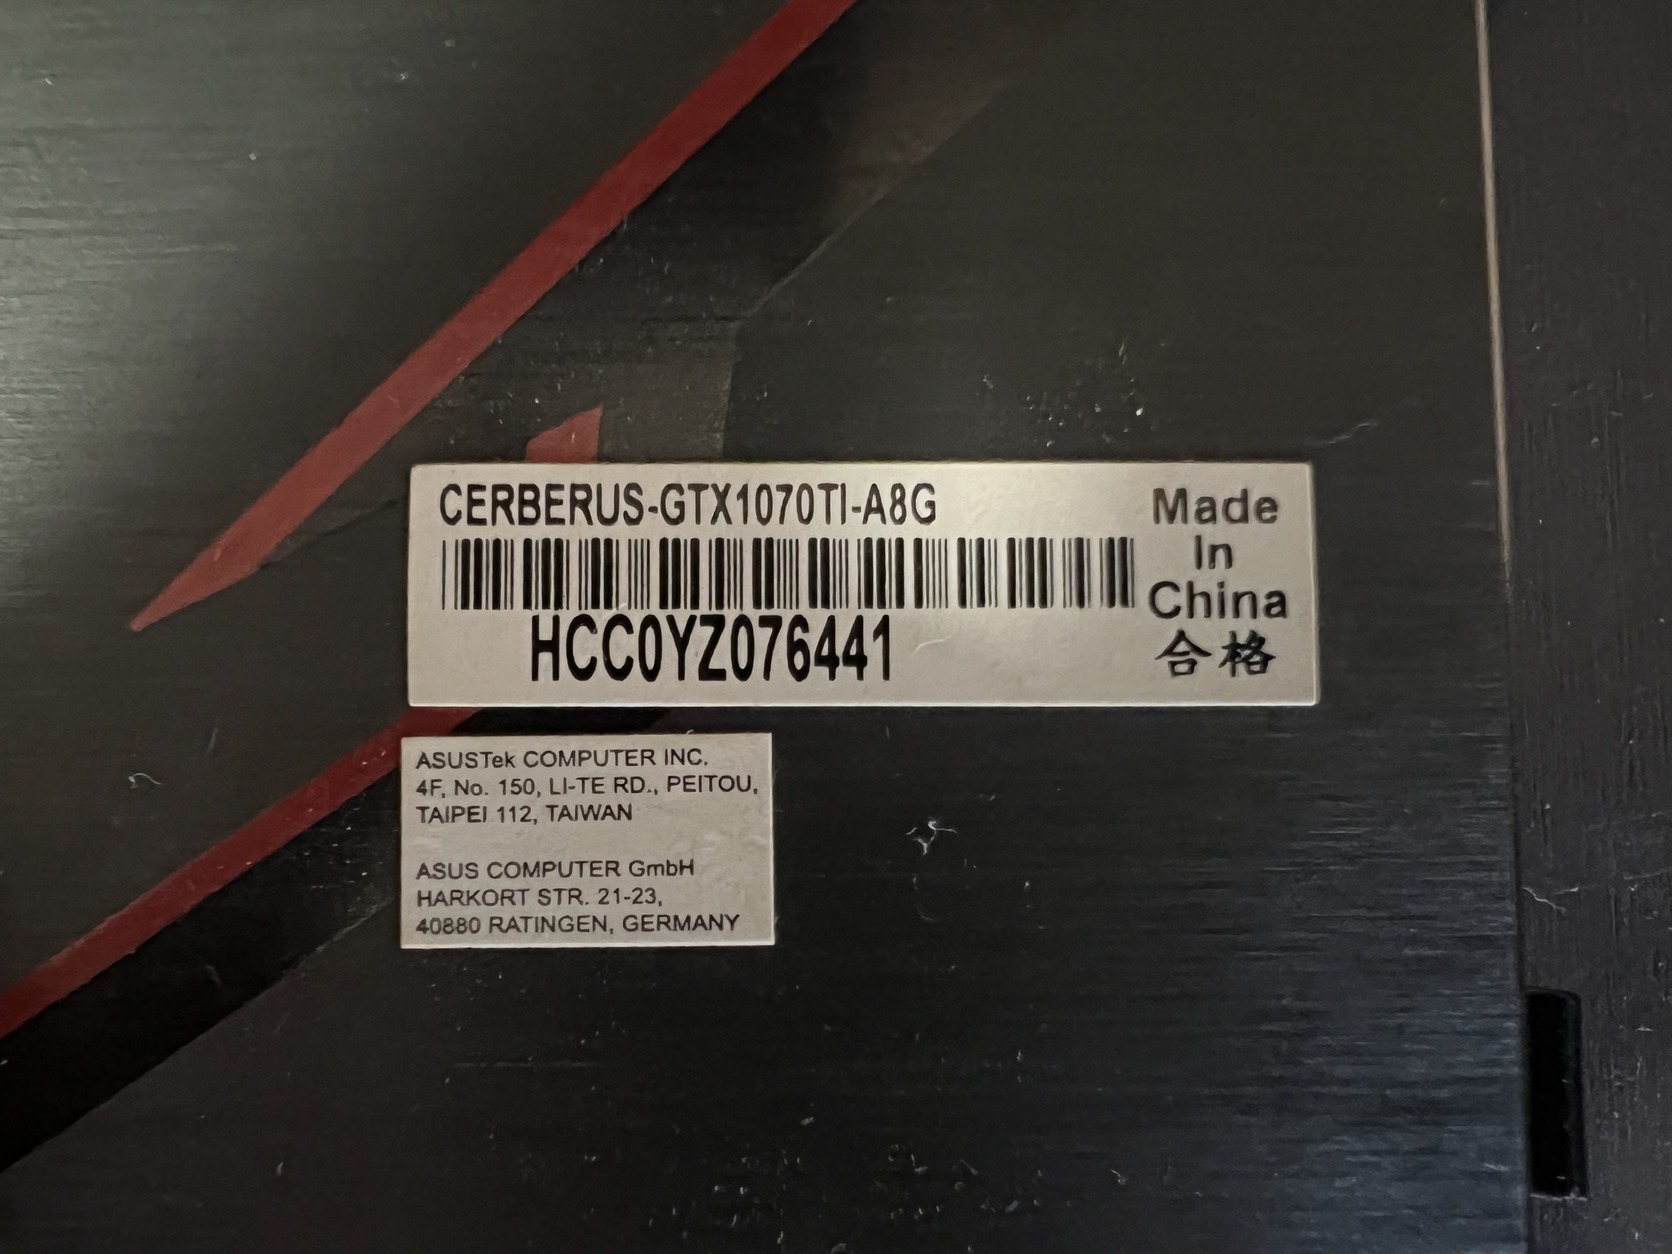 CERBERUS-GTX1070TI-A8G
HCC0YZ076441
Made
In
China
合格
ASUSTek COMPUTER INC.
4F, No. 150, LI-TE RD., PEITOU,
TAIPEI 112, TAIWAN
ASUS COMPUTER GmbH
HARKORT STR. 21-23,
40880 RATINGEN, GERMANY